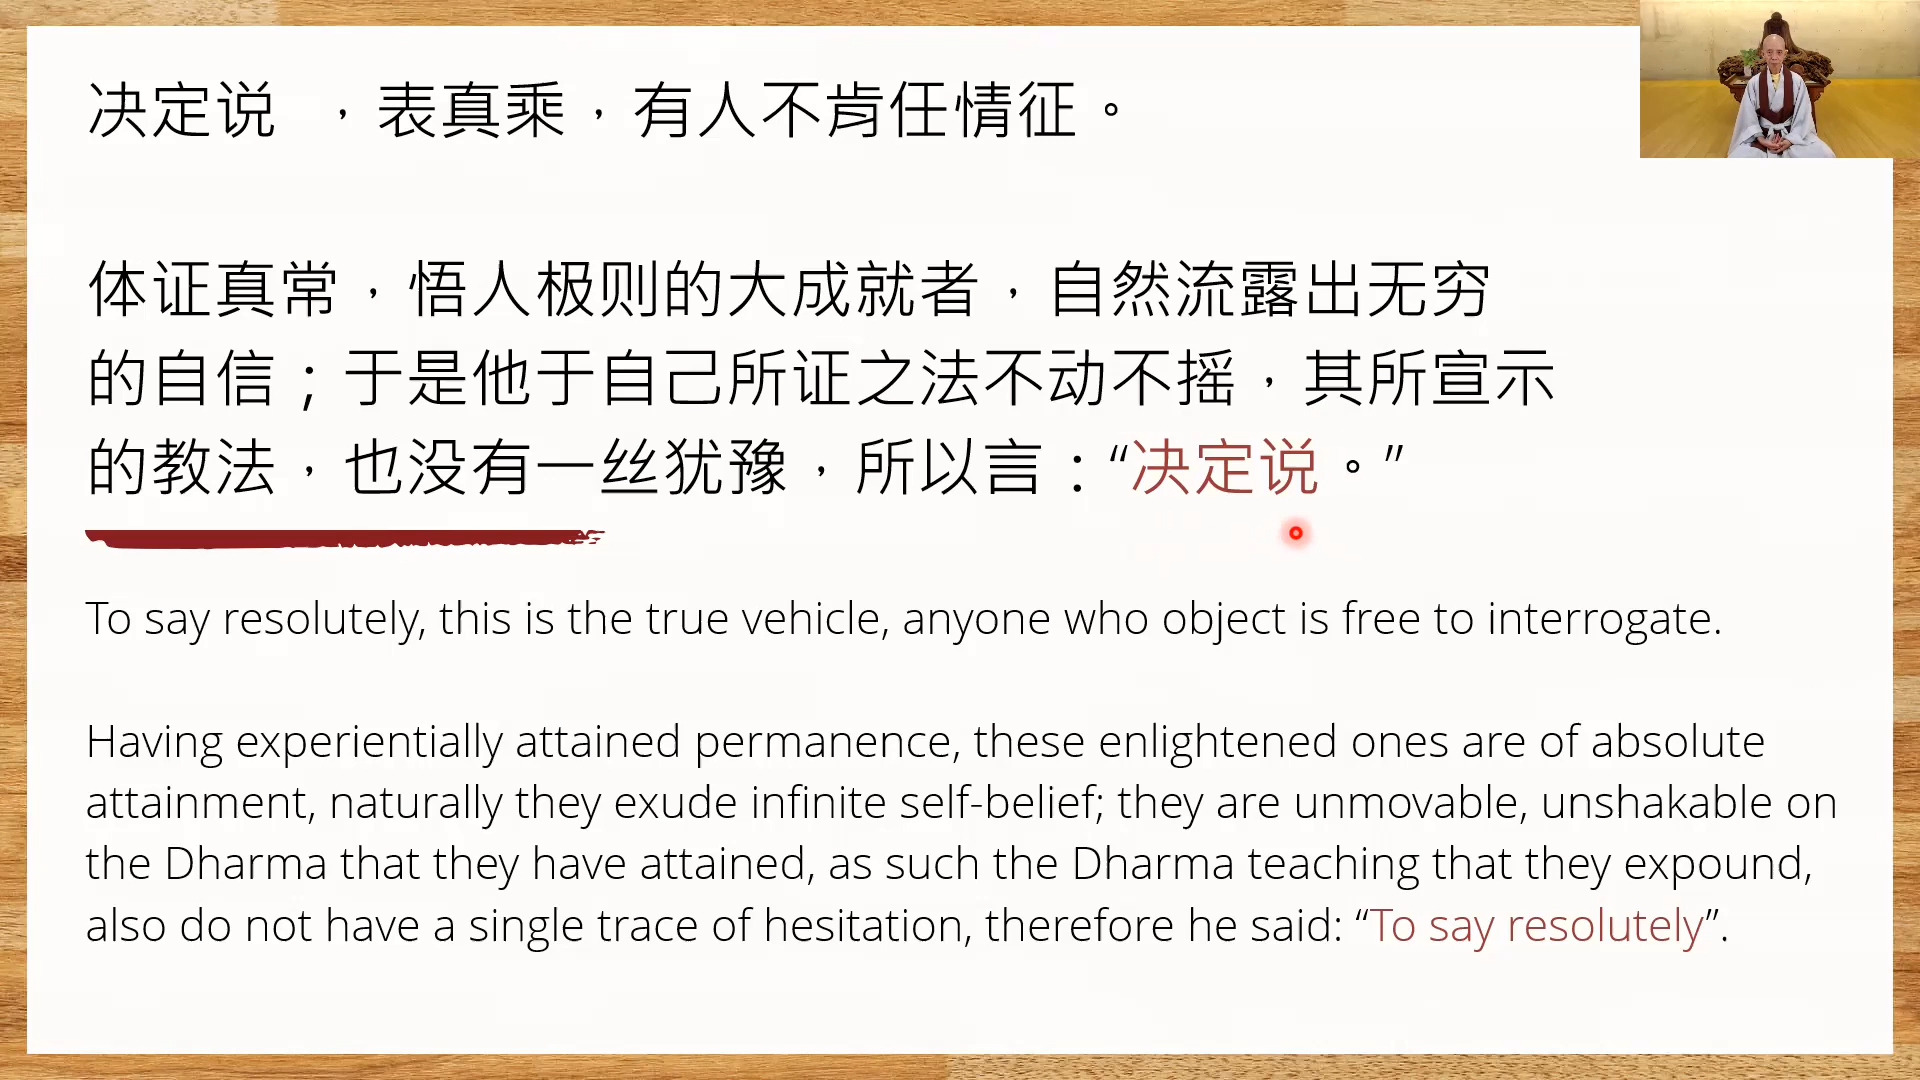 决定说 ，表真乘，有人不肯任情征。
体证真常，悟人极则的大成就者，自然流露出无穷
的自信；于是他于自己所证之法不动不摇，其所宣示
的教法，也没有一丝犹豫，所以言：“决定说。”
To say resolutely, this is the true vehicle, anyone who object is free to interrogate.
Having experientially attained permanence, these enlightened ones are of absolute
attainment, naturally they exude infinite self-belief; they are unmovable, unshakable on
the Dharma that they have attained, as such the Dharma teaching that they expound,
also do not have a single trace of hesitation, therefore he said: “To say resolutely”.